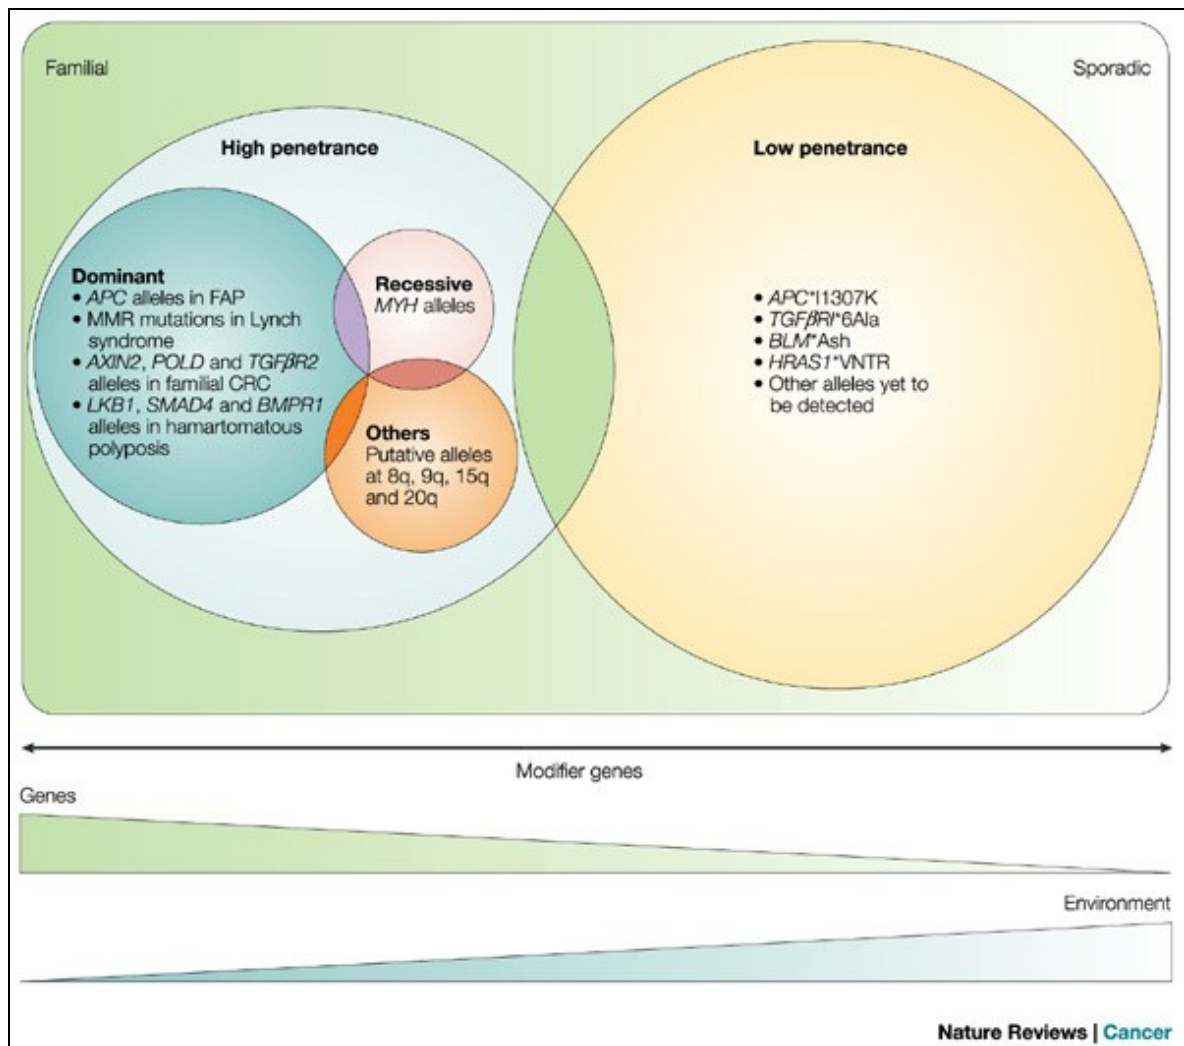 Familial
Sporadic
High penetrance
Low penetrance
Dominant
• APC alleles in FAP
• MMR mutations in Lynch
syndrome
• AXIN2, POLD and TGFβR2
alleles in familial CRC
• LKB1, SMAD4 and BMPR1
alleles in hamartomatous
polyposis
Recessive
MYH alleles
Others
Putative alleles
at 8q, 9q, 15q
and 20q
• APC*I1307K
• TGFβRI*6Ala
• BLM*Ash
• HRAS1*VNTR
• Other alleles yet to
be detected
Modifier genes
Genes
Environment
Nature Reviews | Cancer